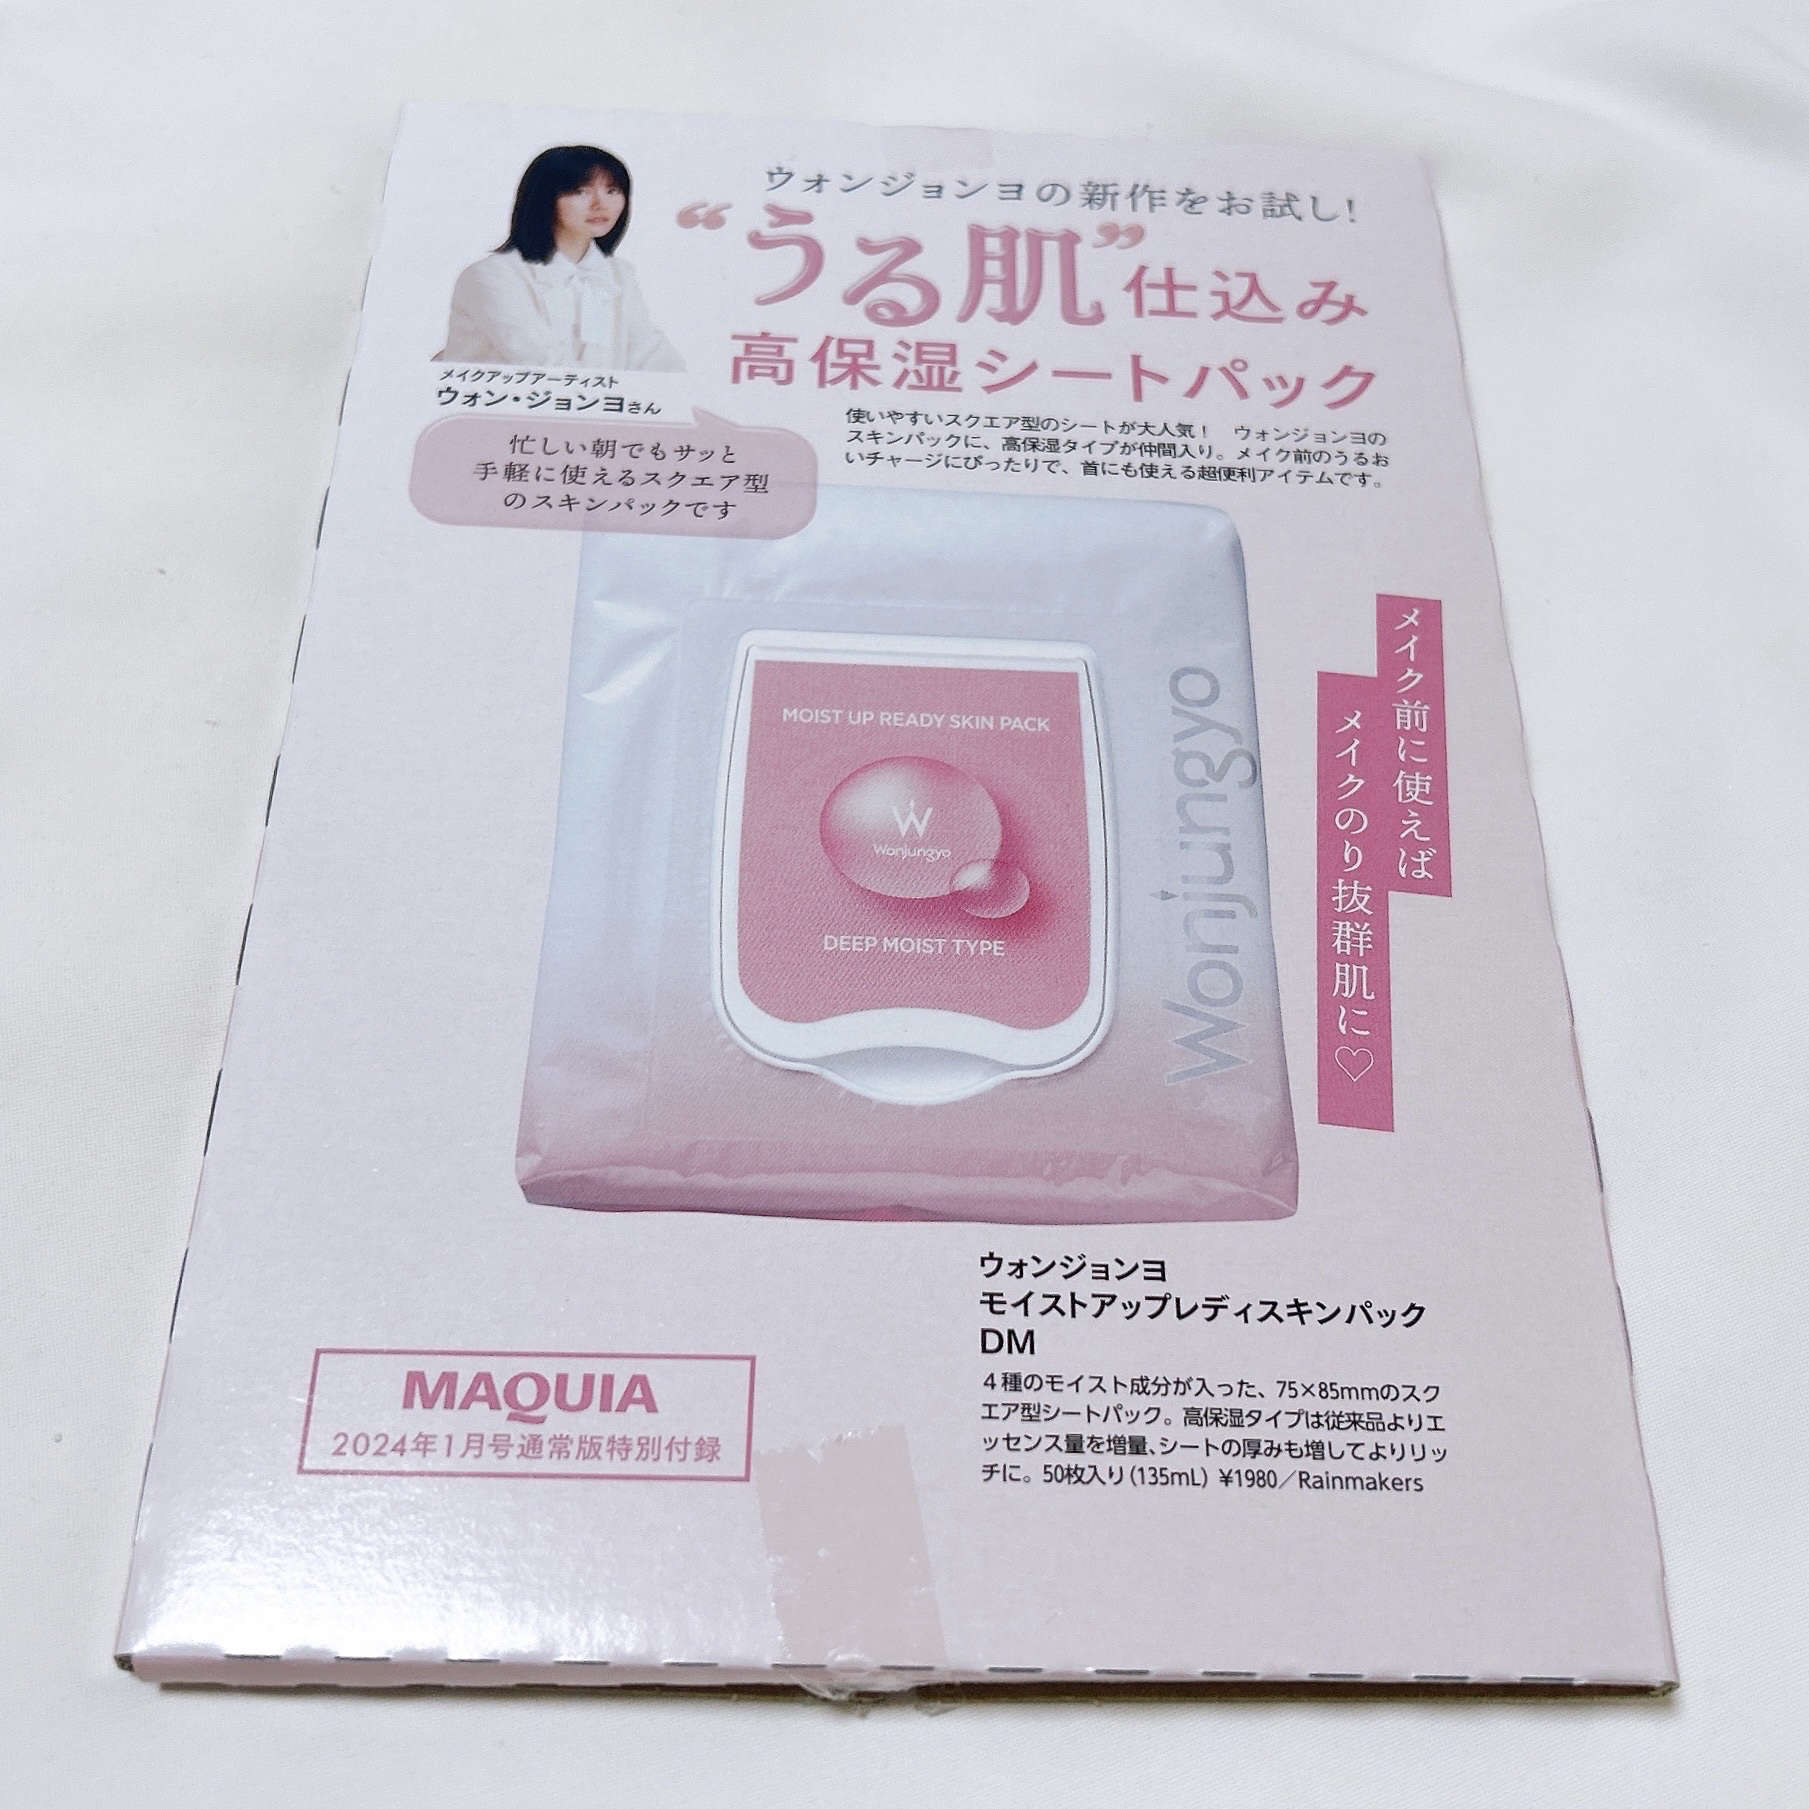 ウォンジョンヨの新作をお試し!
“うる肌”仕込み
高保湿シートパック
メイクアップアーティスト
ウォン・ジョンヨさん
忙しい朝でもサッと
手軽に使えるスクエア型
のスキンパックです
使いやすいスクエア型のシートが大人気！　ウォンジョンヨの
スキンパックに、高保湿タイプが仲間入り。メイク前のうるお
いチャージにぴったりで、首にも使える超便利アイテムです。
メイク前に使えば
メイクのり抜群肌に♡
MOIST UP READY SKIN PACK
W
Wonjungyo
DEEP MOIST TYPE
Wonjungyo
ウォンジョンヨ
モイストアップレディスキンパック
DM
４種のモイスト成分が入った、75×85mmのスク
エア型シートパック。高保湿タイプは従来品よりエ
ッセンス量を増量、シートの厚みも増してよりリッ
チに。50枚入り(135mL) ¥1980／Rainmakers
MAQUIA
2024年1月号通常版特別付録